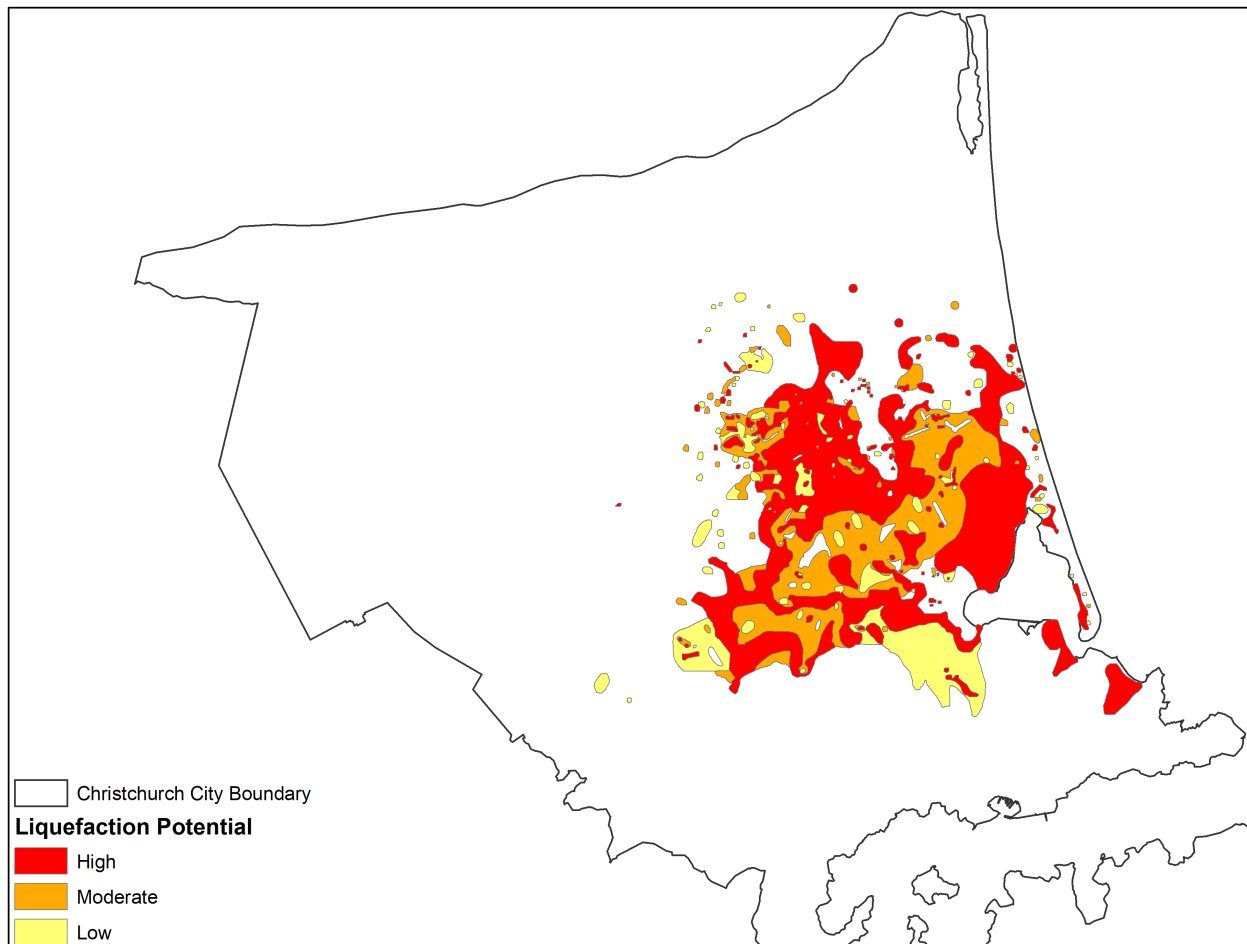 Christchurch City Boundary
Liquefaction Potential
High
Moderate
Low